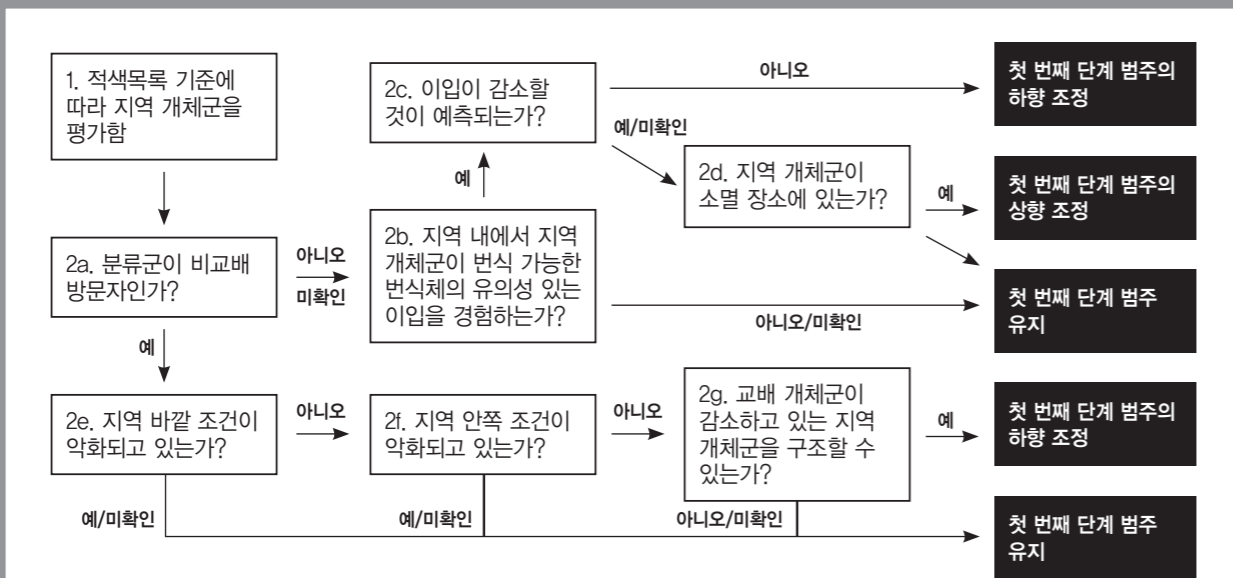 1. 적색목록 기준에
따라 지역 개체군을
평가함
2c. 이입이 감소할
것이 예측되는가?
아니오
첫 번째 단계 범주의
하향 조정
예/미확인
예
2d. 지역 개체군이
소멸 장소에 있는가?
예
첫 번째 단계 범주의
상향 조정
2a. 분류군이 비교배
방문자인가?
아니오
미확인
2b. 지역 내에서 지역
개체군이 번식 가능한
번식체의 유의성 있는
이입을 경험하는가?
아니오/미확인
첫 번째 단계 범주
유지
예
2e. 지역 바깥 조건이
악화되고 있는가?
아니오
2f. 지역 안쪽 조건이
악화되고 있는가?
아니오
2g. 교배 개체군이
감소하고 있는 지역
개체군을 구조할 수
있는가?
예
첫 번째 단계 범주의
하향 조정
예/미확인
예/미확인
아니오/미확인
첫 번째 단계 범주
유지